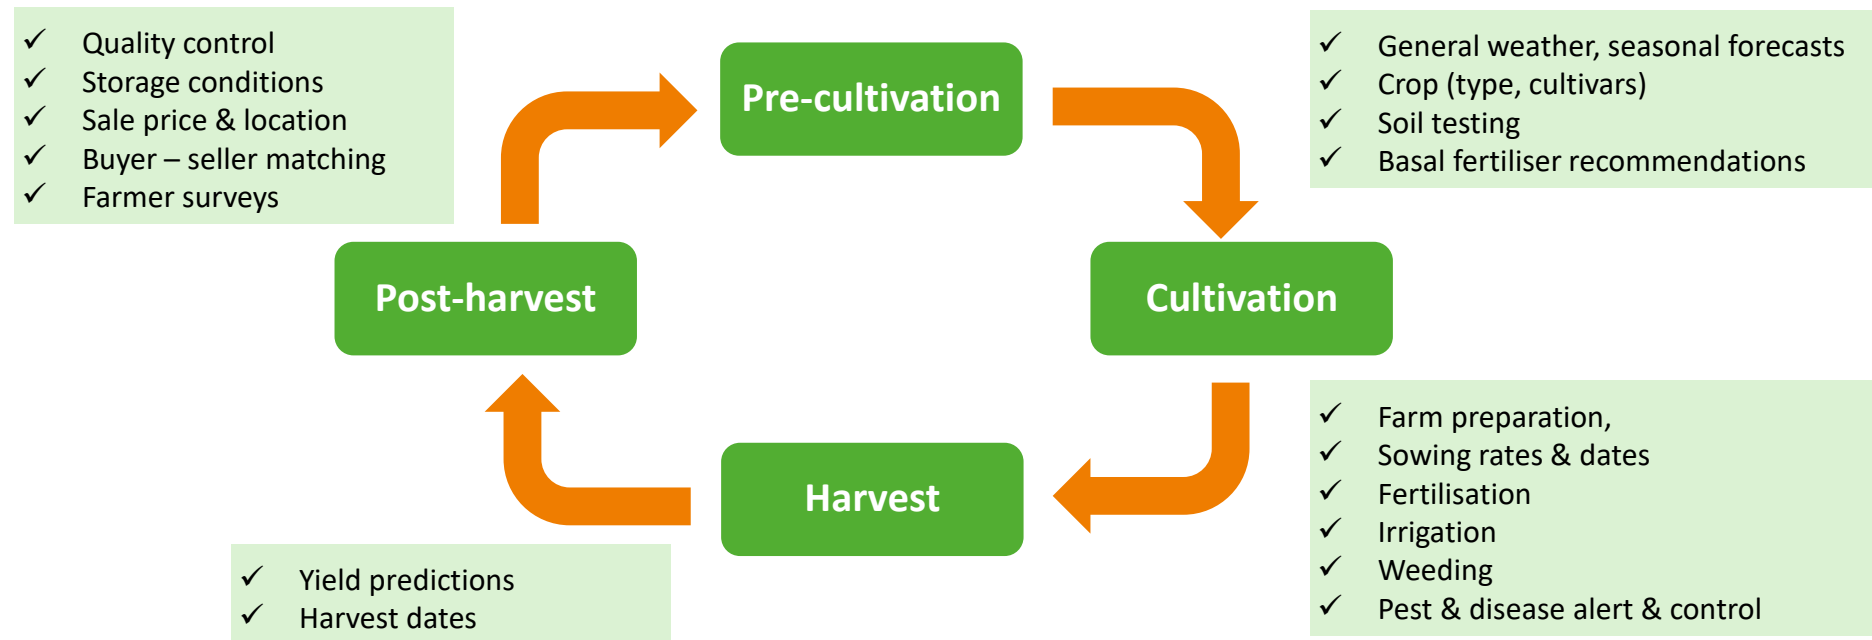 Quality control
Storage conditions
Sale price & location
Buyer – seller matching
Farmer surveys
Pre-cultivation
General weather, seasonal forecasts
Crop (type, cultivars)
Soil testing
Basal fertiliser recommendations
Post-harvest
Cultivation
Harvest
Farm preparation,
Sowing rates & dates
Fertilisation
Irrigation
Weeding
Pest & disease alert & control
Yield predictions
Harvest dates